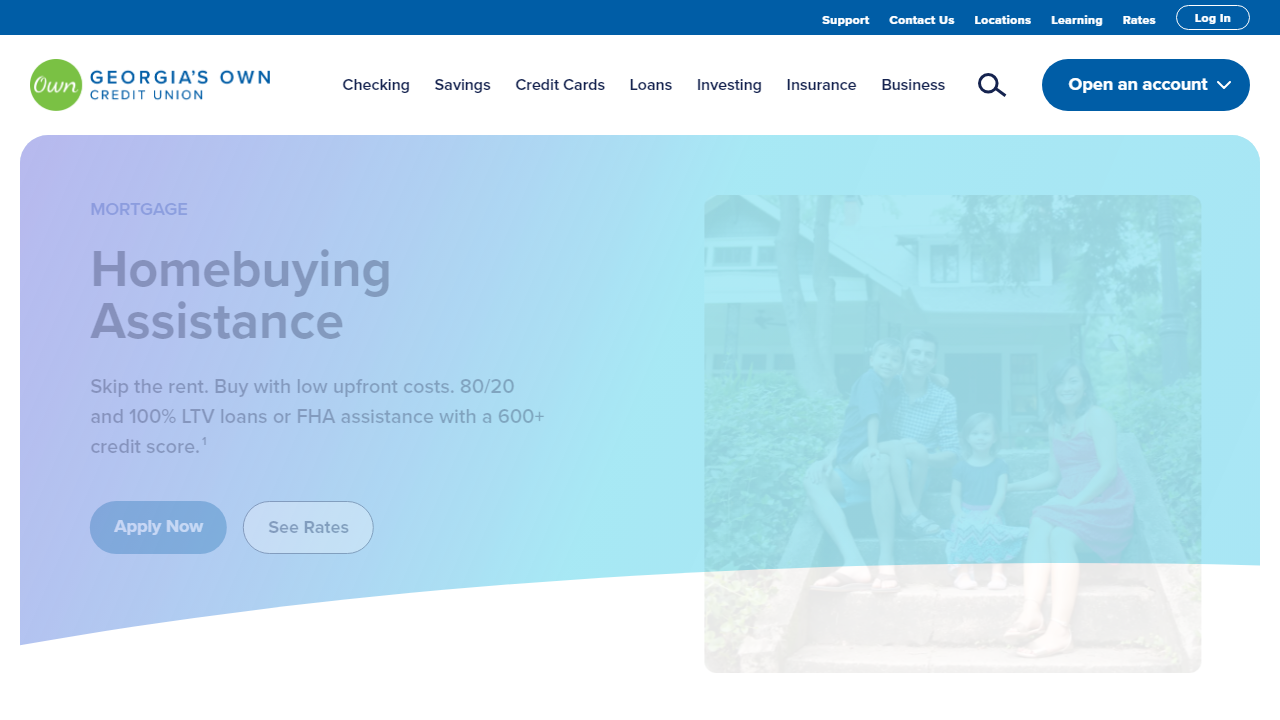 Support Contact Us Locations Learning Rates Log In
Own GEORGIA'S OWN
CREDIT UNION
Checking Savings Credit Cards Loans Investing Insurance Business
Open an account
MORTGAGE
Homebuying
Assistance
Skip the rent. Buy with low upfront costs. 80/20
and 100% LTV loans or FHA assistance with a 600+
credit score.¹
Apply Now See Rates